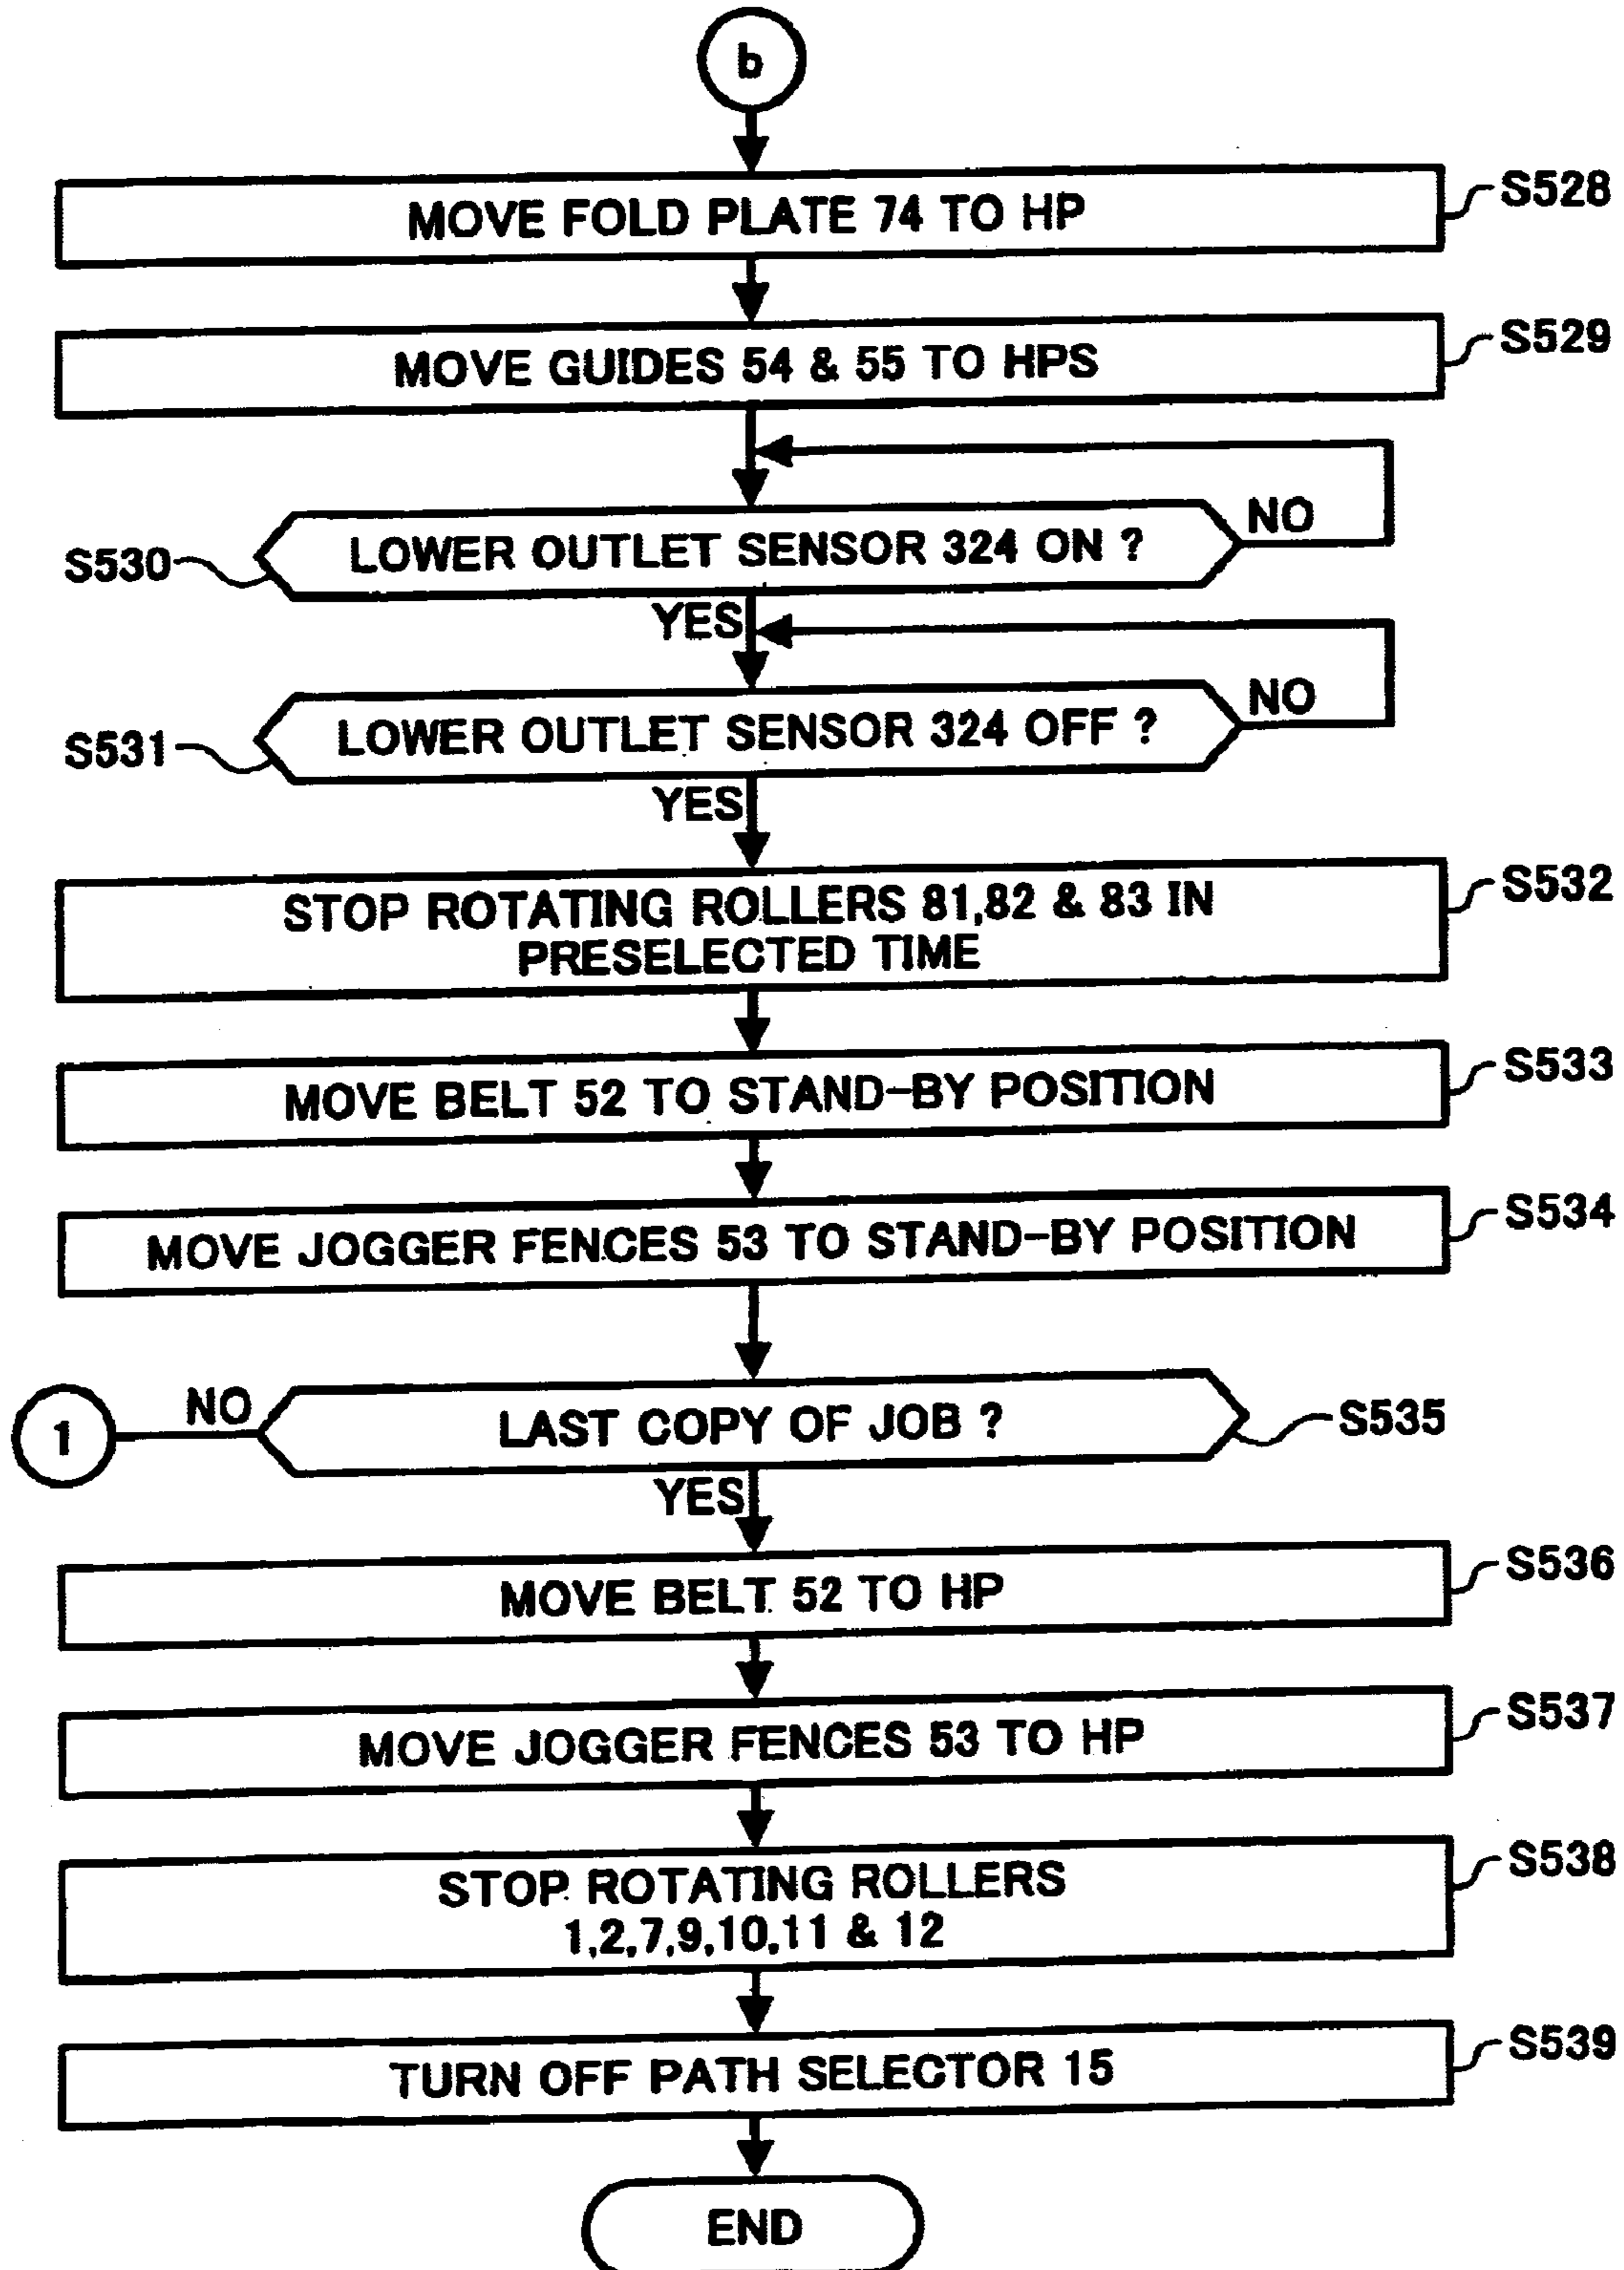 b
MOVE FOLD PLATE 74 TO HP
S528
MOVE GUIDES 54 & 55 TO HPS
S529
LOWER OUTLET SENSOR 324 ON ?
NO
S530
YES
LOWER OUTLET SENSOR 324 OFF ?
NO
S531
YES
STOP ROTATING ROLLERS 81,82 & 83 IN
PRESELECTED TIME
S532
MOVE BELT 52 TO STAND-BY POSITION
S533
MOVE JOGGER FENCES 53 TO STAND-BY POSITION
S534
1
NO
LAST COPY OF JOB ?
S535
YES
MOVE BELT 52 TO HP
S536
MOVE JOGGER FENCES 53 TO HP
S537
STOP ROTATING ROLLERS
1,2,7,9,10,11 & 12
S538
TURN OFF PATH SELECTOR 15
S539
END